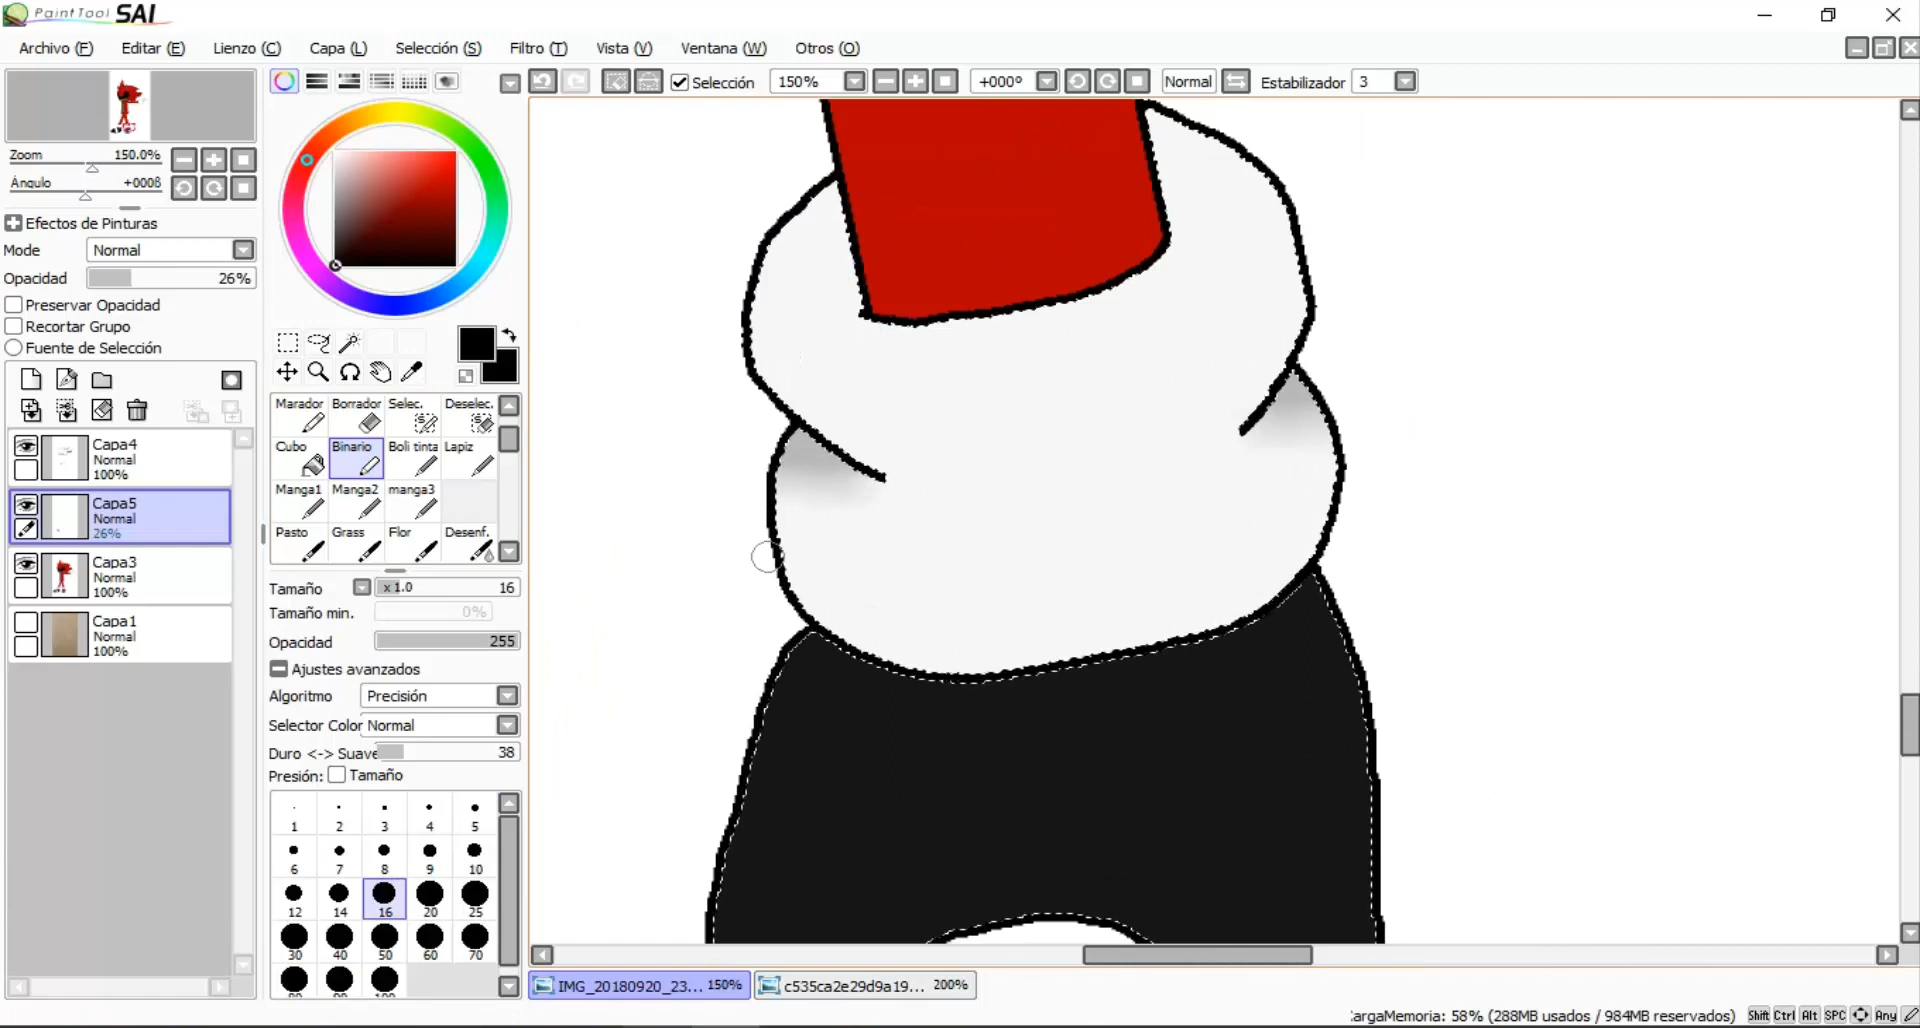 PaintTool SAI
Archivo (F) Editar (E) Lienzo (C) Capa (L) Selección (S) Filtro (T) Vista (V) Ventana (W) Otros (O)
Selección 150% +000º Normal Estabilizador 3
Zoom 150.0%
Ángulo +000ß
Efectos de Pinturas
Mode Normal
Opacidad 26%
Preservar Opacidad
Recortar Grupo
Fuente de Selección
Capa4
Normal
100%
Capa5
Normal
26%
Capa3
Normal
100%
Capa1
Normal
100%
Marador Borrador Selec. Deselec.
Cubo Binario Boli tinta Lapiz
Manga1 Manga2 manga3
Pasto Grass Flor Desenf.
Tamaño x 1.0 16
Tamaño min. 0%
Opacidad 255
Ajustes avanzados
Algoritmo Precisión
Selector Color Normal
Duro <-> Suave 38
Presión: Tamaño
1 2 3 4 5
6 7 8 9 10
12 14 16 20 25
30 40 50 60 70
80 90 100
IMG_20180920_23... 150% c535ca2e29d9a19... 200%
CargaMemoria: 58% (288MB usados / 984MB reservados) Shift Ctrl Alt SPC Any